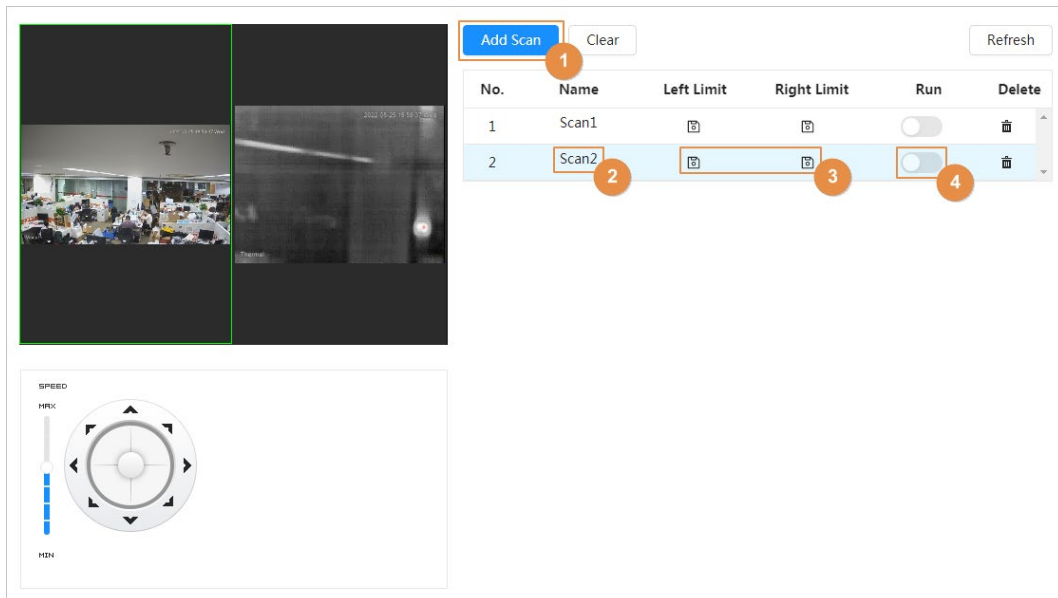 Add Scan
Clear
Refresh
1
No. Name Left Limit Right Limit Run Delete
1 Scan1
2 Scan2
2
3
4
Thermal
SPEED
MAX
MIN